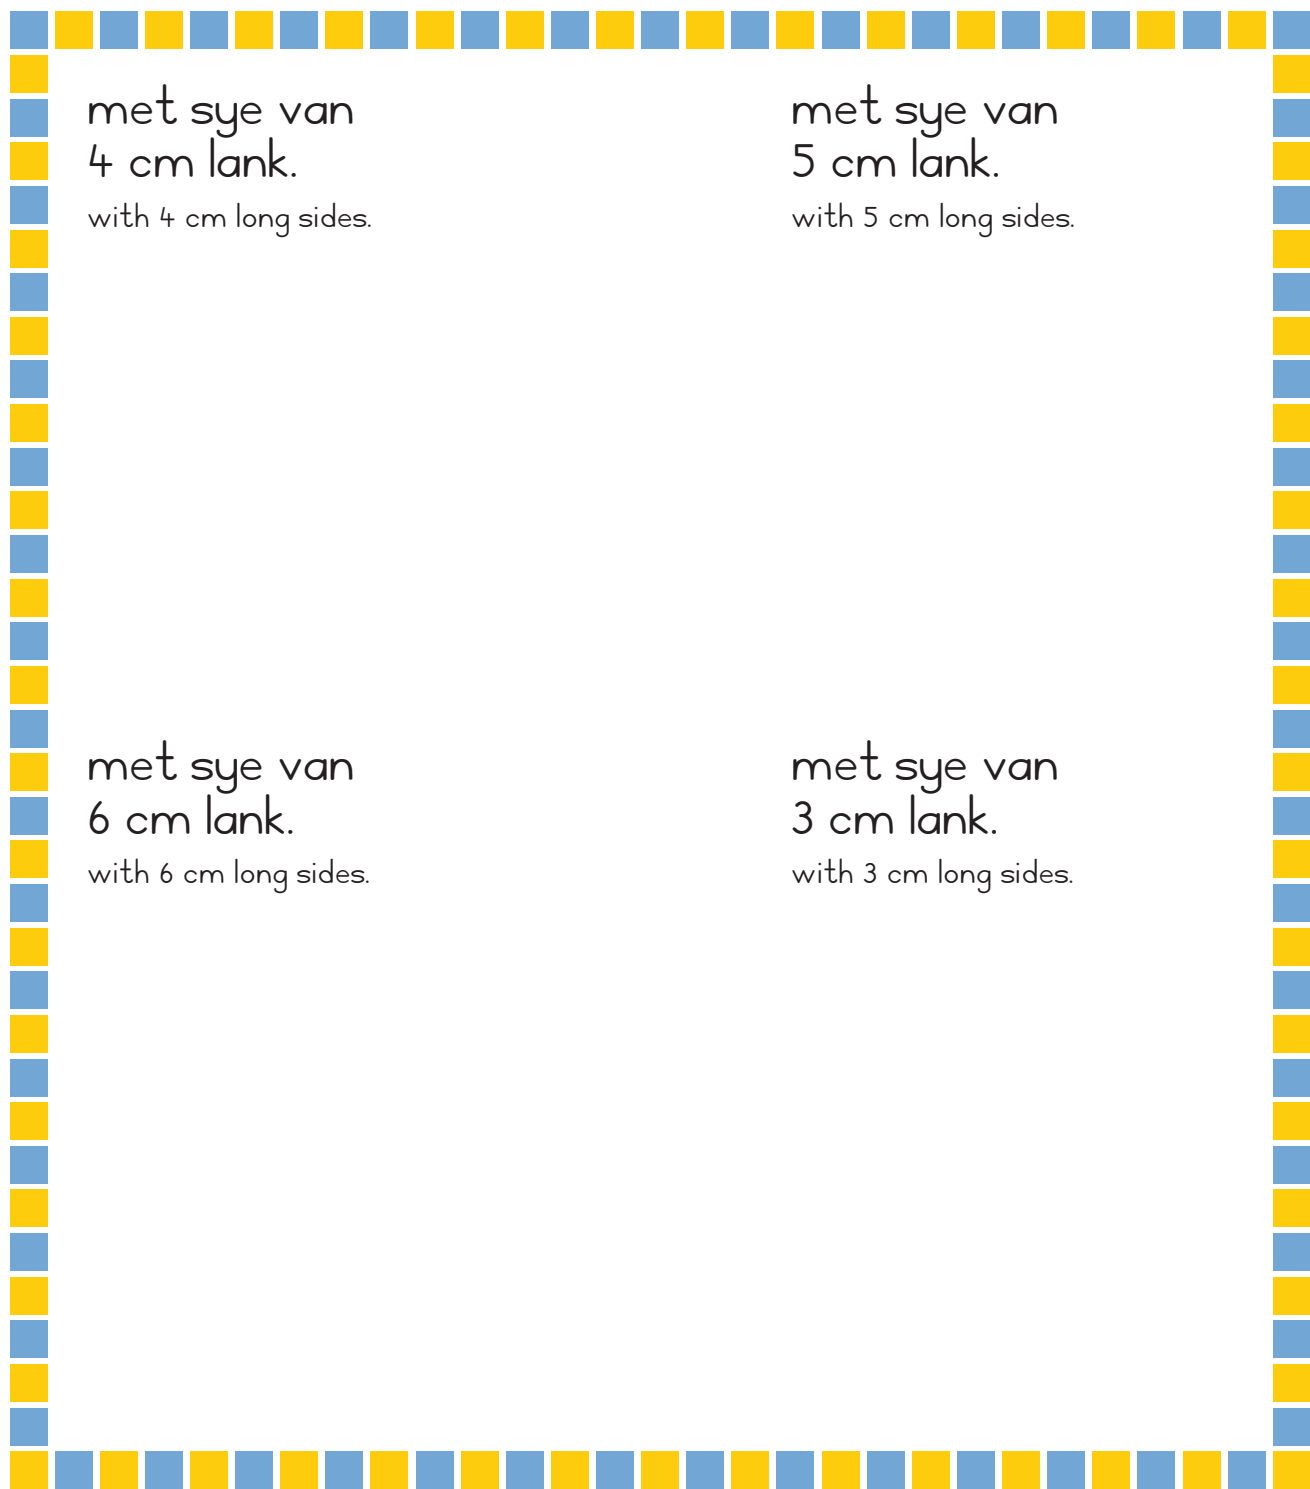 met sye van
4 cm lank.
with 4 cm long sides.
met sye van
5 cm lank.
with 5 cm long sides.
met sye van
6 cm lank.
with 6 cm long sides.
met sye van
3 cm lank.
with 3 cm long sides.